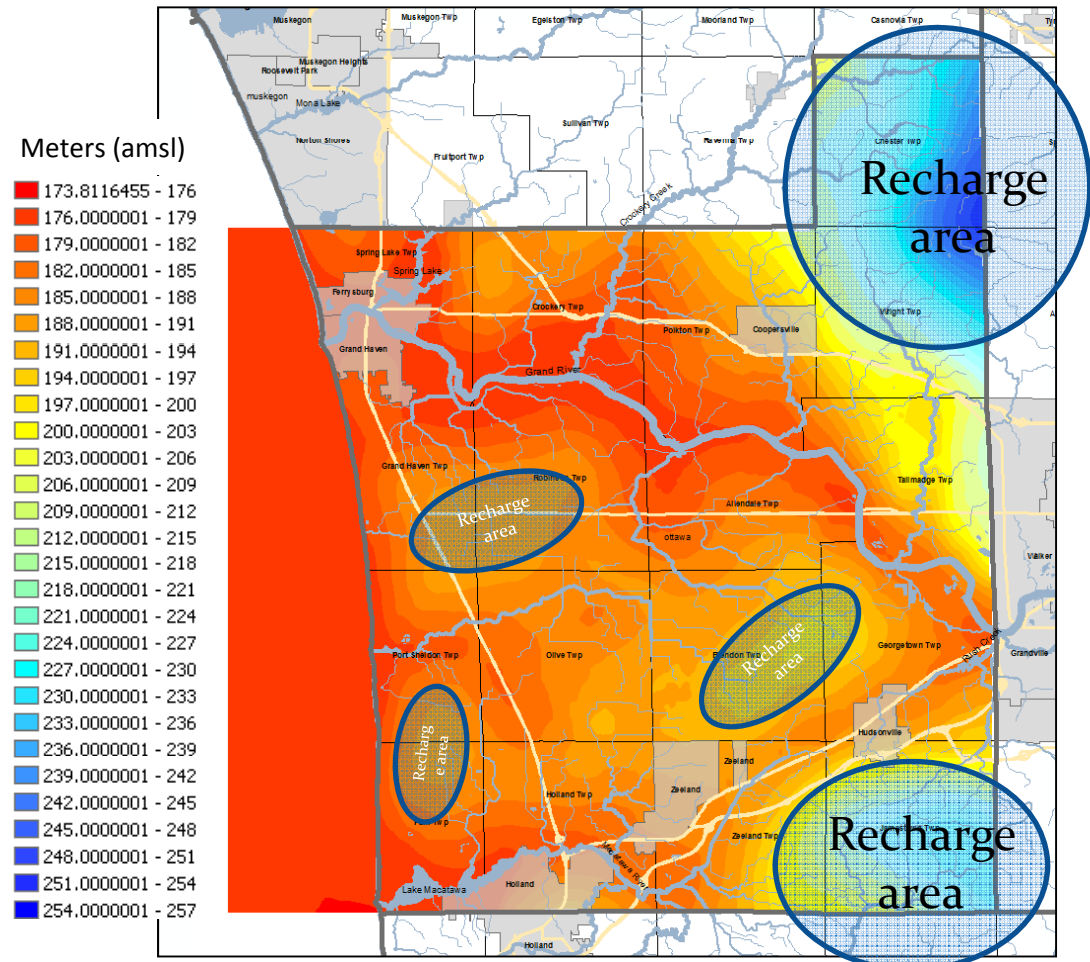 Meters (amsl)
173.8116455 - 176
176.0000001 - 179
179.0000001 - 182
182.0000001 - 185
185.0000001 - 188
188.0000001 - 191
191.0000001 - 194
194.0000001 - 197
197.0000001 - 200
200.0000001 - 203
203.0000001 - 206
206.0000001 - 209
209.0000001 - 212
212.0000001 - 215
215.0000001 - 218
218.0000001 - 221
221.0000001 - 224
224.0000001 - 227
227.0000001 - 230
230.0000001 - 233
233.0000001 - 236
236.0000001 - 239
239.0000001 - 242
242.0000001 - 245
245.0000001 - 248
248.0000001 - 251
251.0000001 - 254
254.0000001 - 257
Muskegon
Muskegon Twp
Egelston Twp
Moorland Twp
Casnovia Twp
Muskegon Heights
Roosevelt Park
muskegon
Mona Lake
Norton Shores
Sullivan Twp
Ravenna Twp
Chester Twp
Fruitport Twp
Recharge
area
Crockery Creek
Spring Lake Twp
Spring Lake
Ferrysburg
Crockery Twp
Polkton Twp
Coopersville
Wright Twp
Grand Haven
Grand River
Grand Haven Twp
Robinson Twp
Recharge
area
Allendale Twp
Tallmadge Twp
ottawa
Walker
Port Sheldon Twp
Olive Twp
Blendon Twp
Recharge
area
Georgetown Twp
Rush Creek
Grandville
Hudsonville
Recharg
e area
Zeeland
Zeeland
Holland Twp
Zeeland Twp
Recharge
area
Macatawa River
Lake Macatawa
Holland
Holland